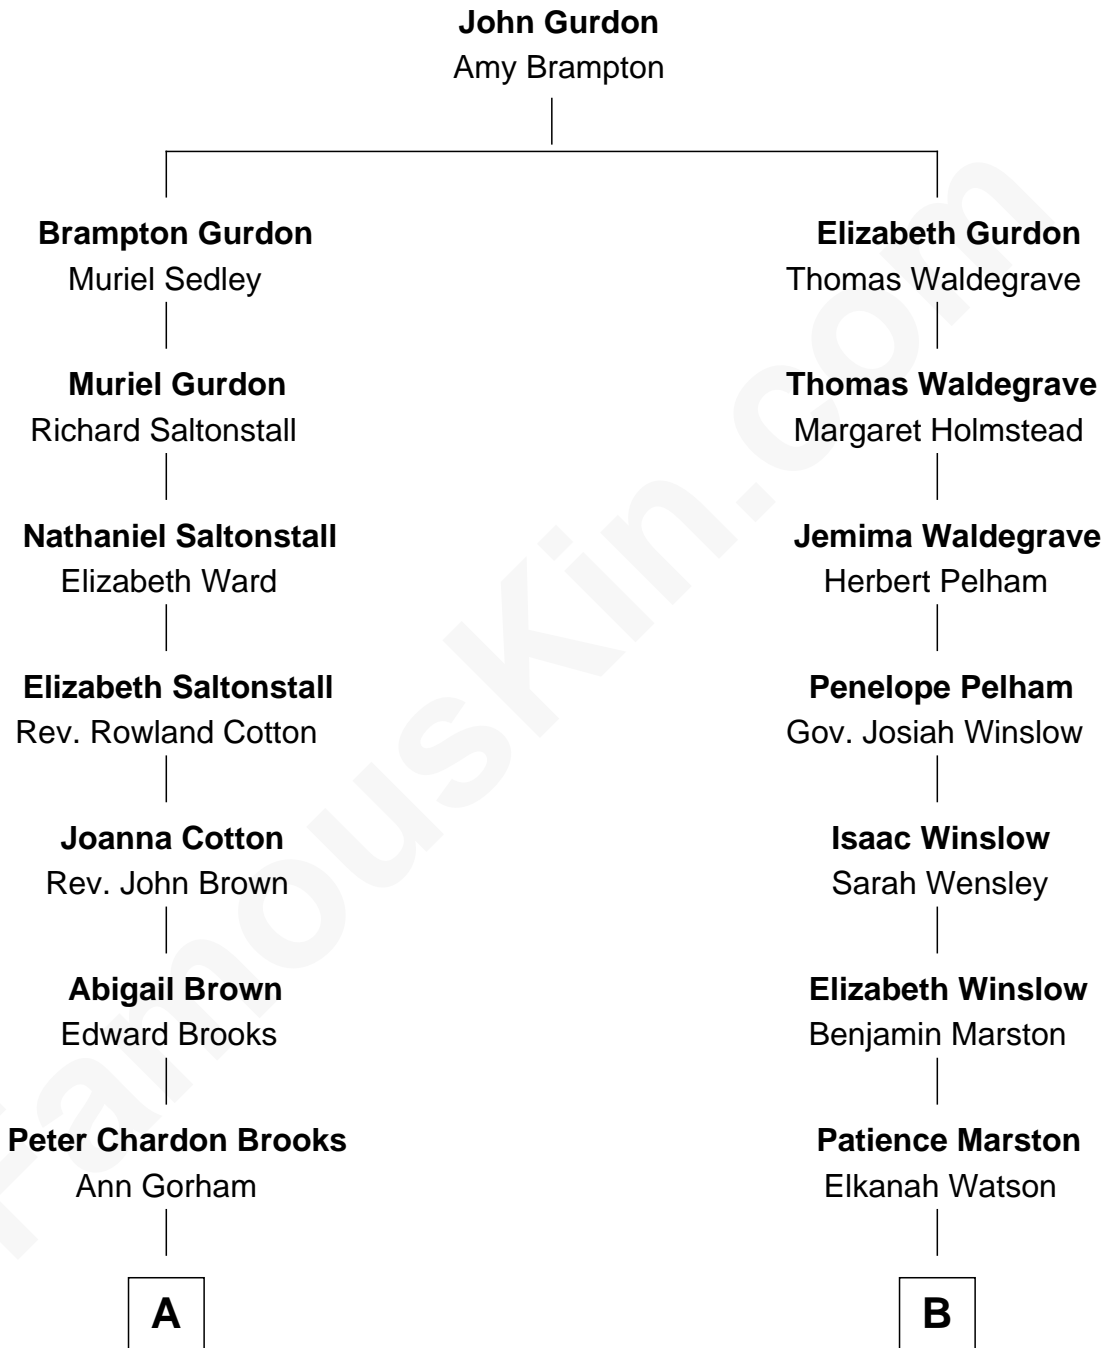 John Gurdon
Amy Brampton
Brampton Gurdon
Muriel Sedley
Elizabeth Gurdon
Thomas Waldegrave
Muriel Gurdon
Richard Saltonstall
Thomas Waldegrave
Margaret Holmstead
Nathaniel Saltonstall
Elizabeth Ward
Jemima Waldegrave
Herbert Pelham
Elizabeth Saltonstall
Rev. Rowland Cotton
Penelope Pelham
Gov. Josiah Winslow
Joanna Cotton
Rev. John Brown
Isaac Winslow
Sarah Wensley
Abigail Brown
Edward Brooks
Elizabeth Winslow
Benjamin Marston
Peter Chardon Brooks
Ann Gorham
Patience Marston
Elkanah Watson
A
B
FamousKin.com